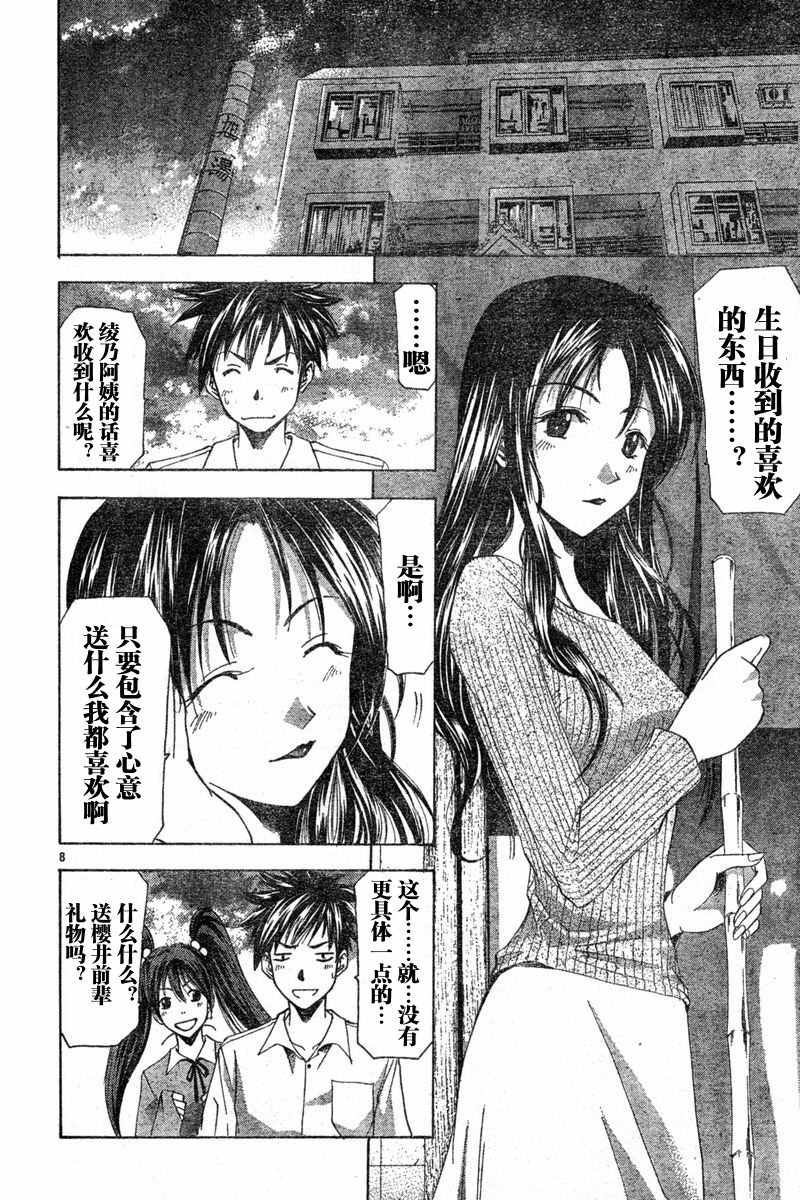 湯
生日收到的喜欢
的东西……?
……嗯
绫乃阿姨的话喜
欢收到什么呢?
是啊…
只要包含了心意
送什么我都喜欢啊
8
这个……就…没有
更具体一点的…
什么什么?
送樱井前辈
礼物吗?